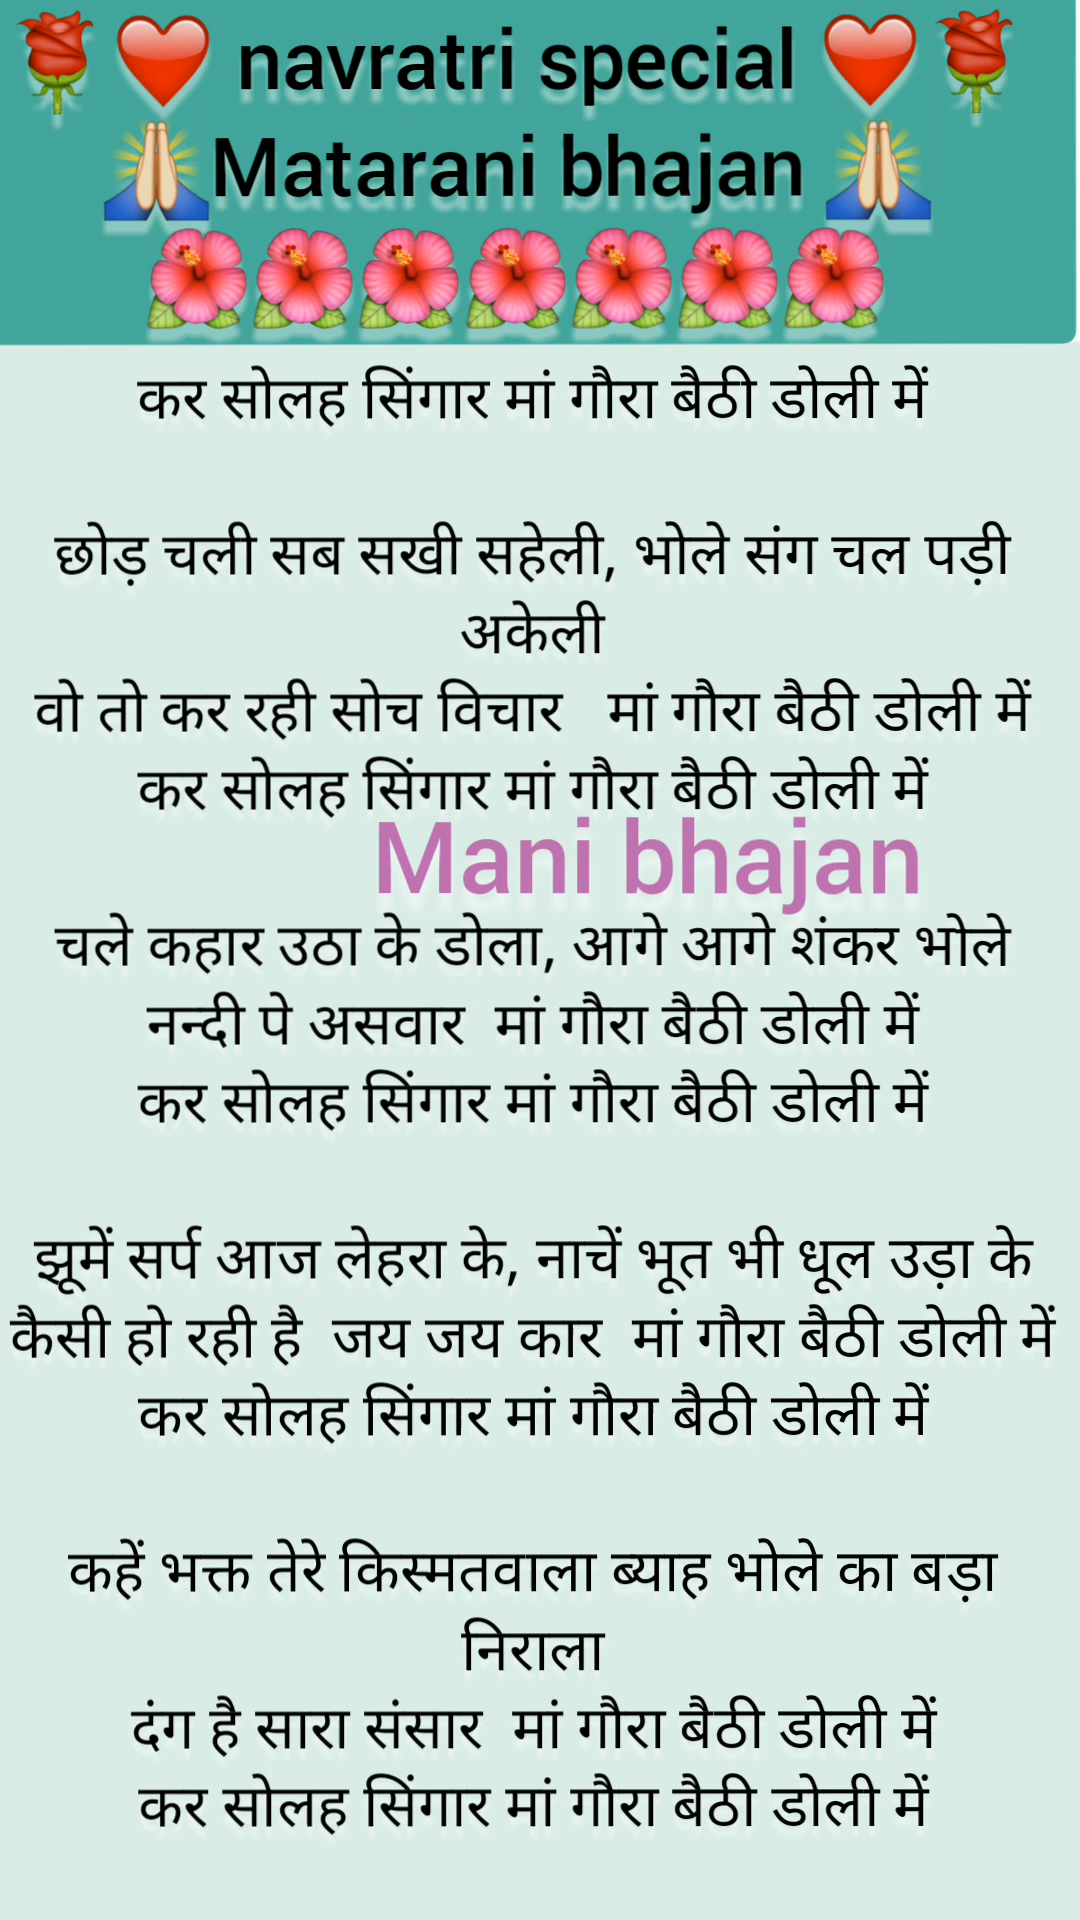 navratri special
Matarani bhajan
कर सोलह सिंगार मां गौरा बैठी डोली में
छोड़ चली सब सखी सहेली, भोले संग चल पड़ी
अकेली
वो तो कर रही सोच विचार   मां गौरा बैठी डोली में
कर सोलह सिंगार मां गौरा बैठी डोली में
Mani bhajan
चले कहार उठा के डोला, आगे आगे शंकर भोले
नन्दी पे असवार  मां गौरा बैठी डोली में
कर सोलह सिंगार मां गौरा बैठी डोली में
झूमें सर्प आज लेहरा के, नाचें भूत भी धूल उड़ा के
कैसी हो रही है  जय जय कार  मां गौरा बैठी डोली में
कर सोलह सिंगार मां गौरा बैठी डोली में
कहें भक्त तेरे किस्मतवाला ब्याह भोले का बड़ा
निराला
दंग है सारा संसार  मां गौरा बैठी डोली में
कर सोलह सिंगार मां गौरा बैठी डोली में